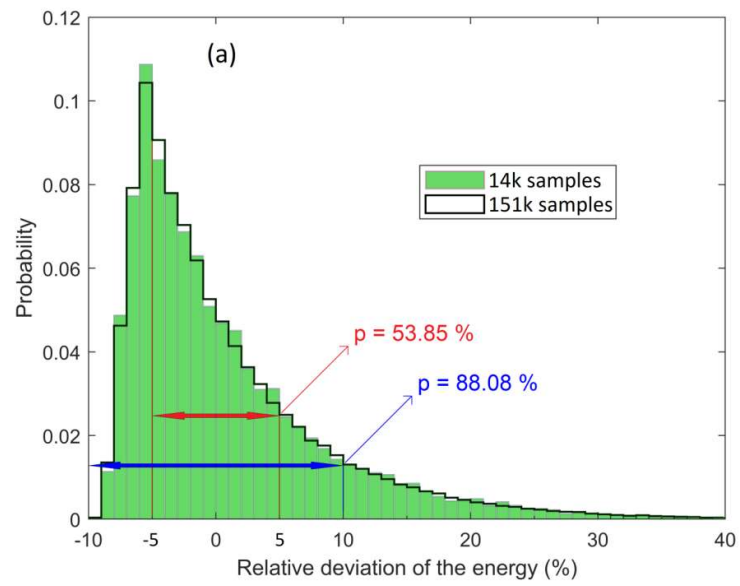 (a)
0.12
0.1
0.08
0.06
0.04
0.02
0
Probability
14k samples
151k samples
p = 53.85 %
p = 88.08 %
-10 -5 0 5 10 20 30 40
Relative deviation of the energy (%)